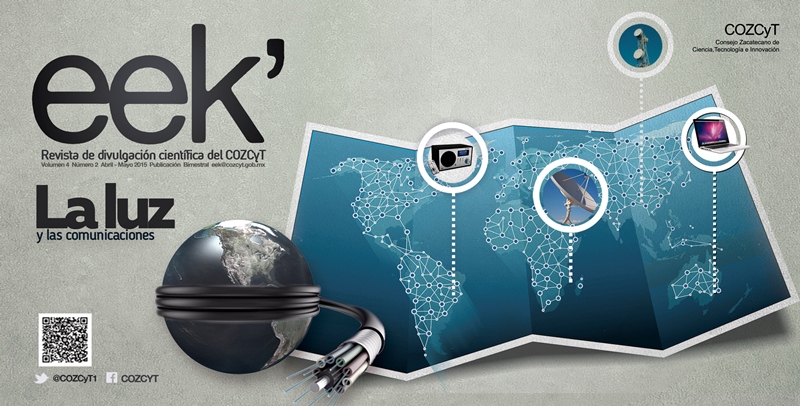 eek'
Revista de divulgación científica del COZCyT
Volumen 4 Número 2 Abril - Mayo 2015 Publicación Bimestral eek@cozcyt.gob.mx
La luz
y las comunicaciones
@COZCyT1 COZCYT
COZCyT
Consejo Zacatecano de
Ciencia,Tecnología e Innovación